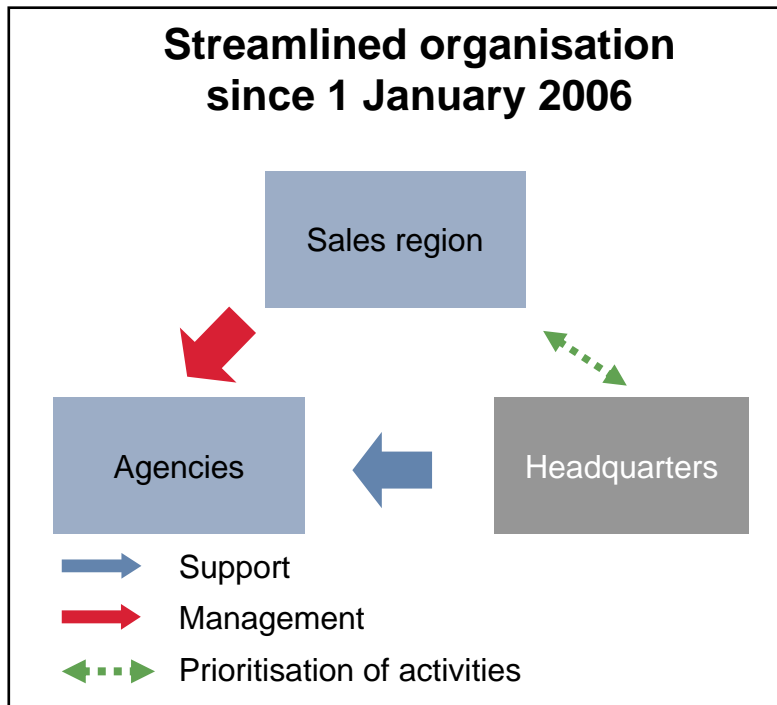 Streamlined organisation
since 1 January 2006
Sales region
Agencies
Headquarters
Support
Management
Prioritisation of activities